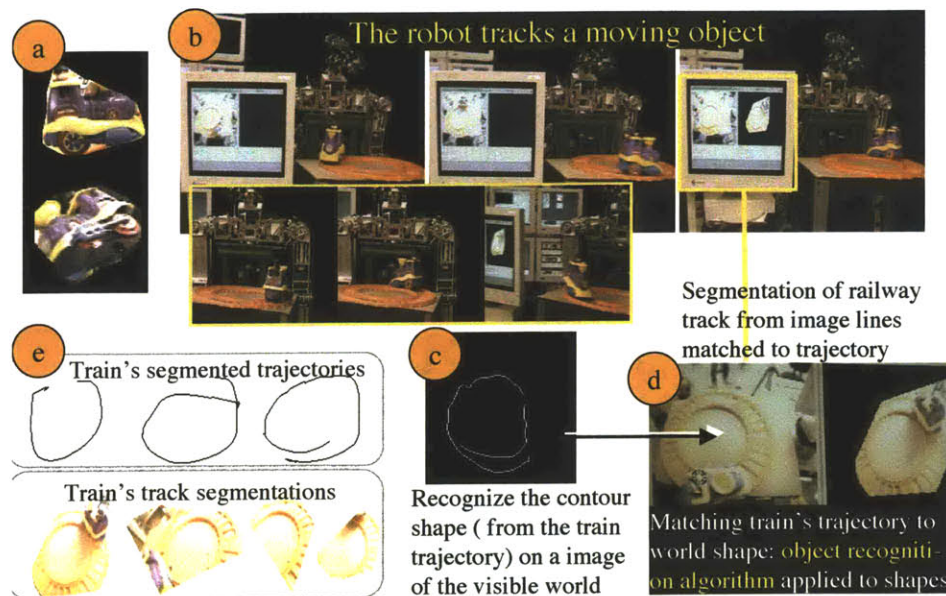 a
b
The robot tracks a moving object
Segmentation of railway
track from image lines
matched to trajectory
e
Train's segmented trajectories
Train's track segmentations
c
Recognize the contour
shape ( from the train
trajectory) on a image
of the visible world
d
Matching train's trajectory to
world shape: object recogniti-
on algorithm applied to shapes